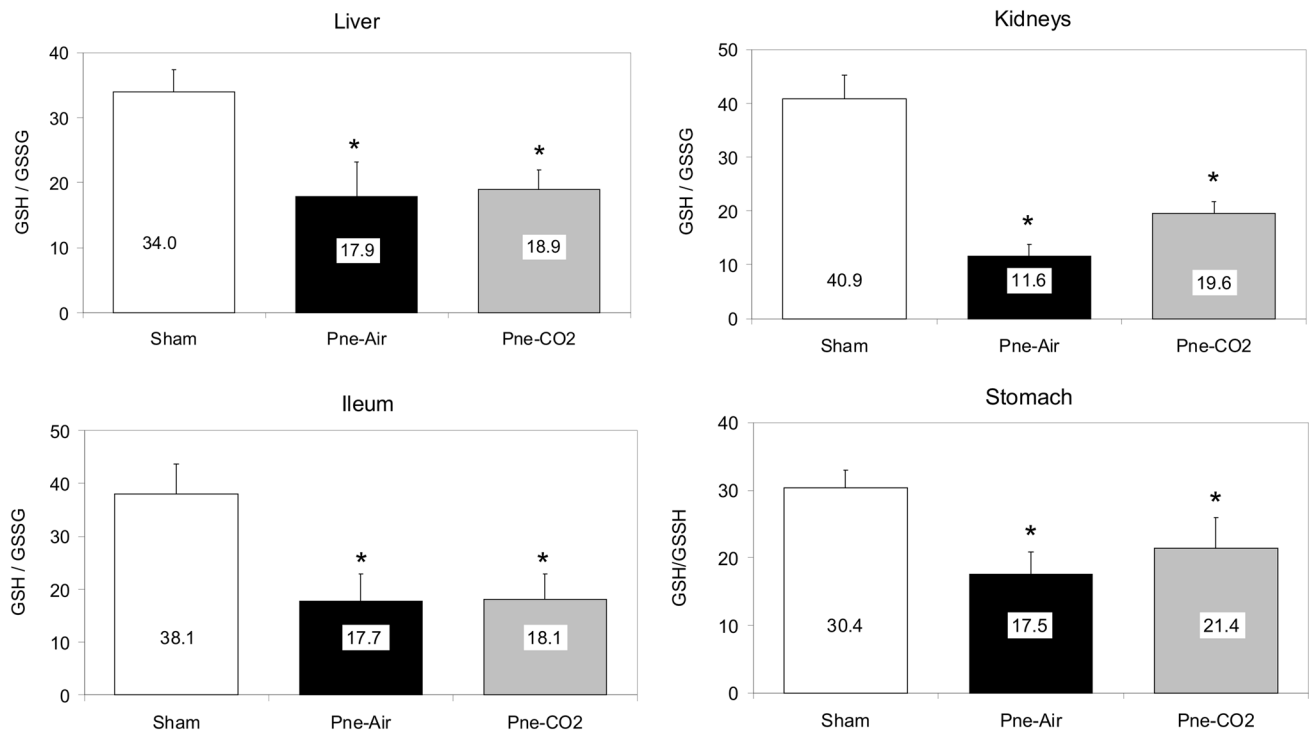 Liver
GSH / GSSG
40
30
20
10
0
*
*
34.0
17.9
18.9
Sham
Pne-Air
Pne-CO2
Kidneys
GSH / GSSG
50
40
30
20
10
0
*
*
40.9
11.6
19.6
Sham
Pne-Air
Pne-CO2
Ileum
GSH / GSSG
50
40
30
20
10
0
*
*
38.1
17.7
18.1
Sham
Pne-Air
Pne-CO2
Stomach
GSH/GSSH
40
30
20
10
0
*
*
30.4
17.5
21.4
Sham
Pne-Air
Pne-CO2